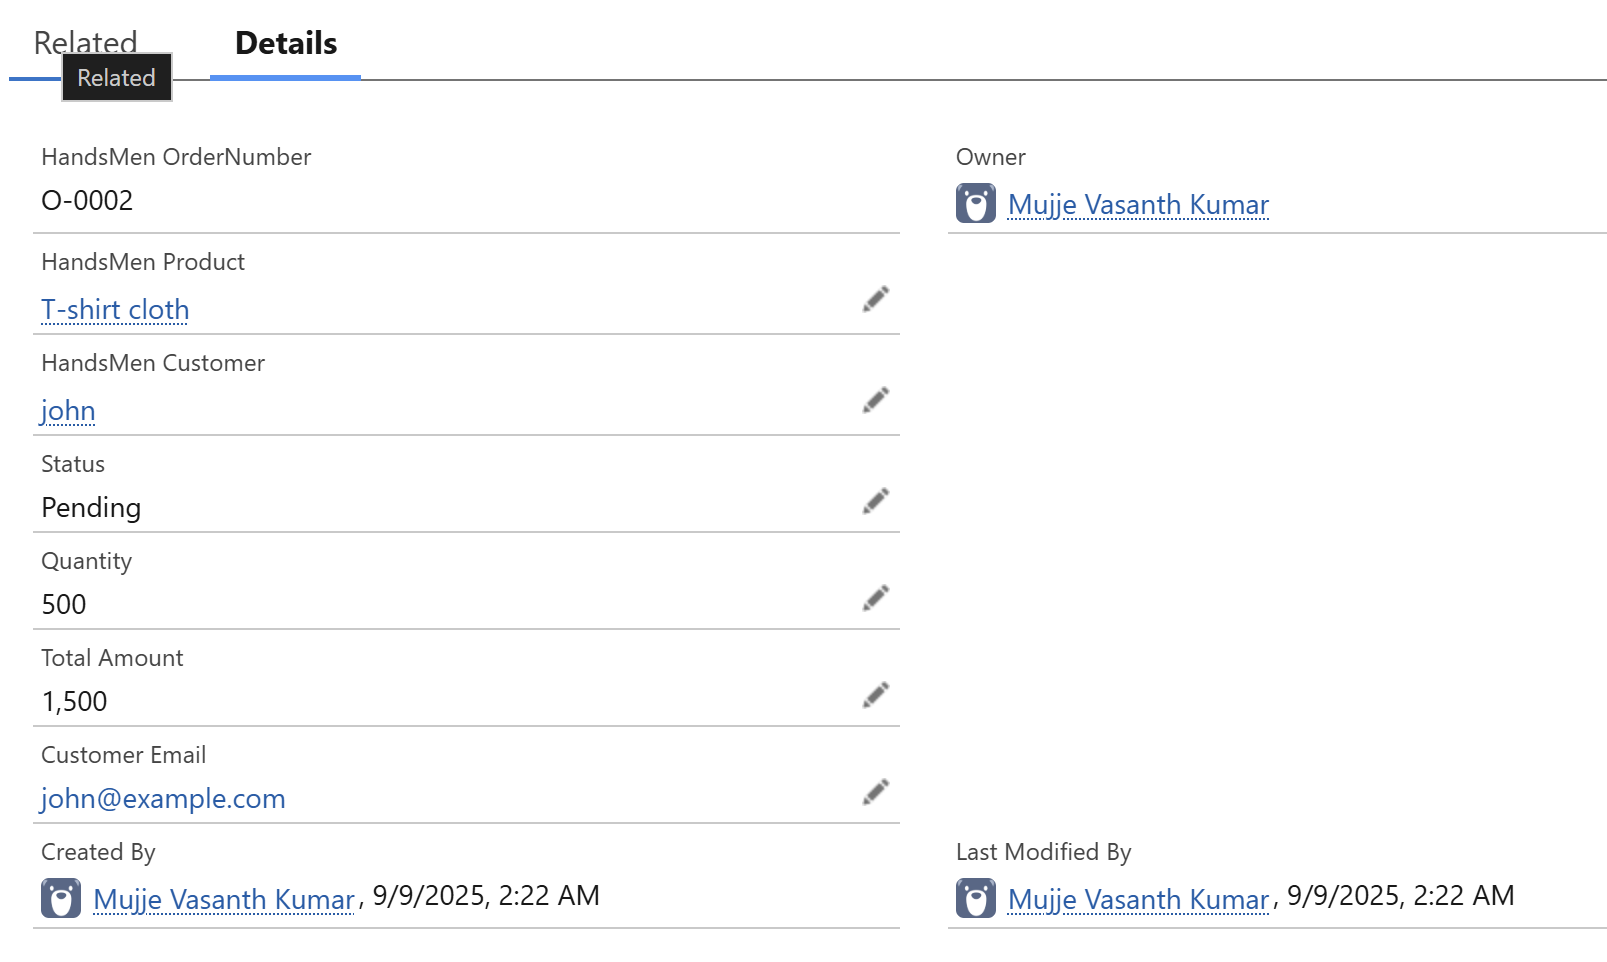 Related
Details
Related
HandsMen OrderNumber
O-0002
Owner
Mujje Vasanth Kumar
HandsMen Product
T-shirt cloth
HandsMen Customer
john
Status
Pending
Quantity
500
Total Amount
1,500
Customer Email
john@example.com
Created By
Mujje Vasanth Kumar, 9/9/2025, 2:22 AM
Last Modified By
Mujje Vasanth Kumar, 9/9/2025, 2:22 AM